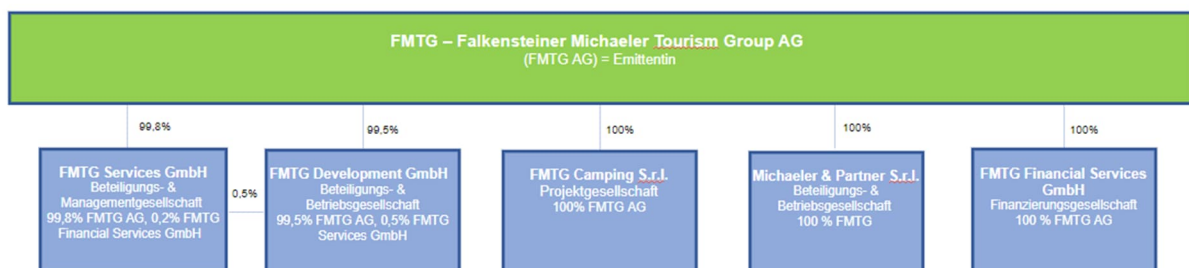 FMTG – Falkensteiner Michaeler Tourism Group AG
(FMTG AG) = Emittentin
99,8%
99,5%
100%
100%
100%
FMTG Services GmbH
Beteiligungs- &
Managementgesellschaft
99,8% FMTG AG, 0,2% FMTG
Financial Services GmbH
0,5%
FMTG Development GmbH
Beteiligungs- &
Betriebsgesellschaft
99,5% FMTG AG, 0,5% FMTG
Services GmbH
FMTG Camping S.r.l.
Projektgesellschaft
100% FMTG AG
Michaeler & Partner S.r.l.
Beteiligungs- &
Betriebsgesellschaft
100 % FMTG
FMTG Financial Services
GmbH
Finanzierungsgesellschaft
100 % FMTG AG